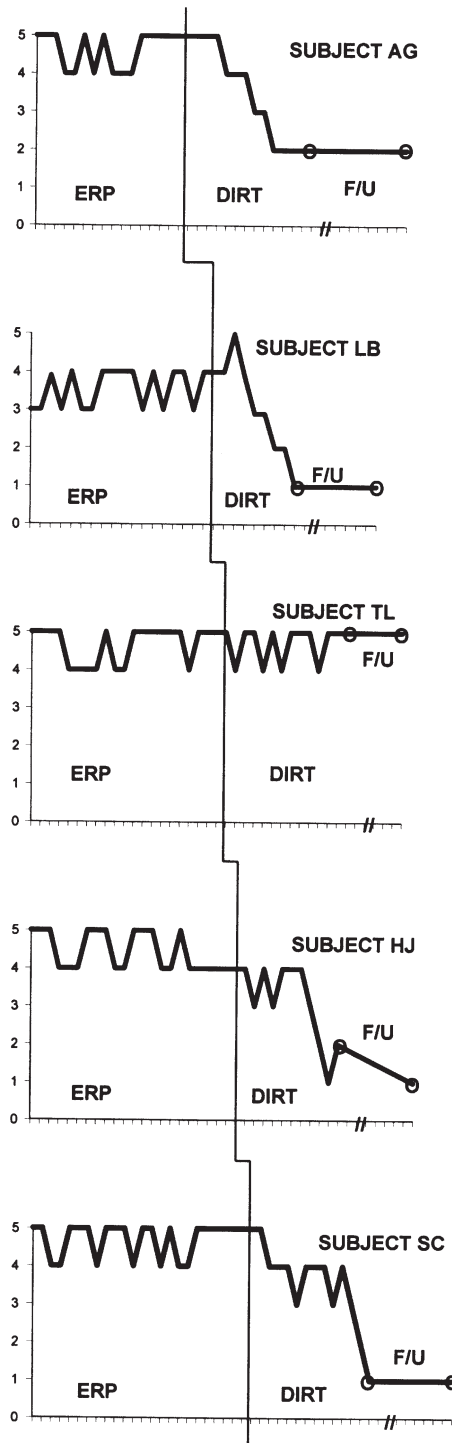 5
SUBJECT AG
4
3
2
1
ERP DIRT F/U
0
//
5
SUBJECT LB
4
3
2
1
F/U
ERP DIRT
0
//
SUBJECT TL
5
4
F/U
3
2
1
ERP DIRT
0
//
5
SUBJECT HJ
4
3
2
F/U
1
ERP DIRT
0
//
5
SUBJECT SC
4
3
2
F/U
1
ERP DIRT
0
//